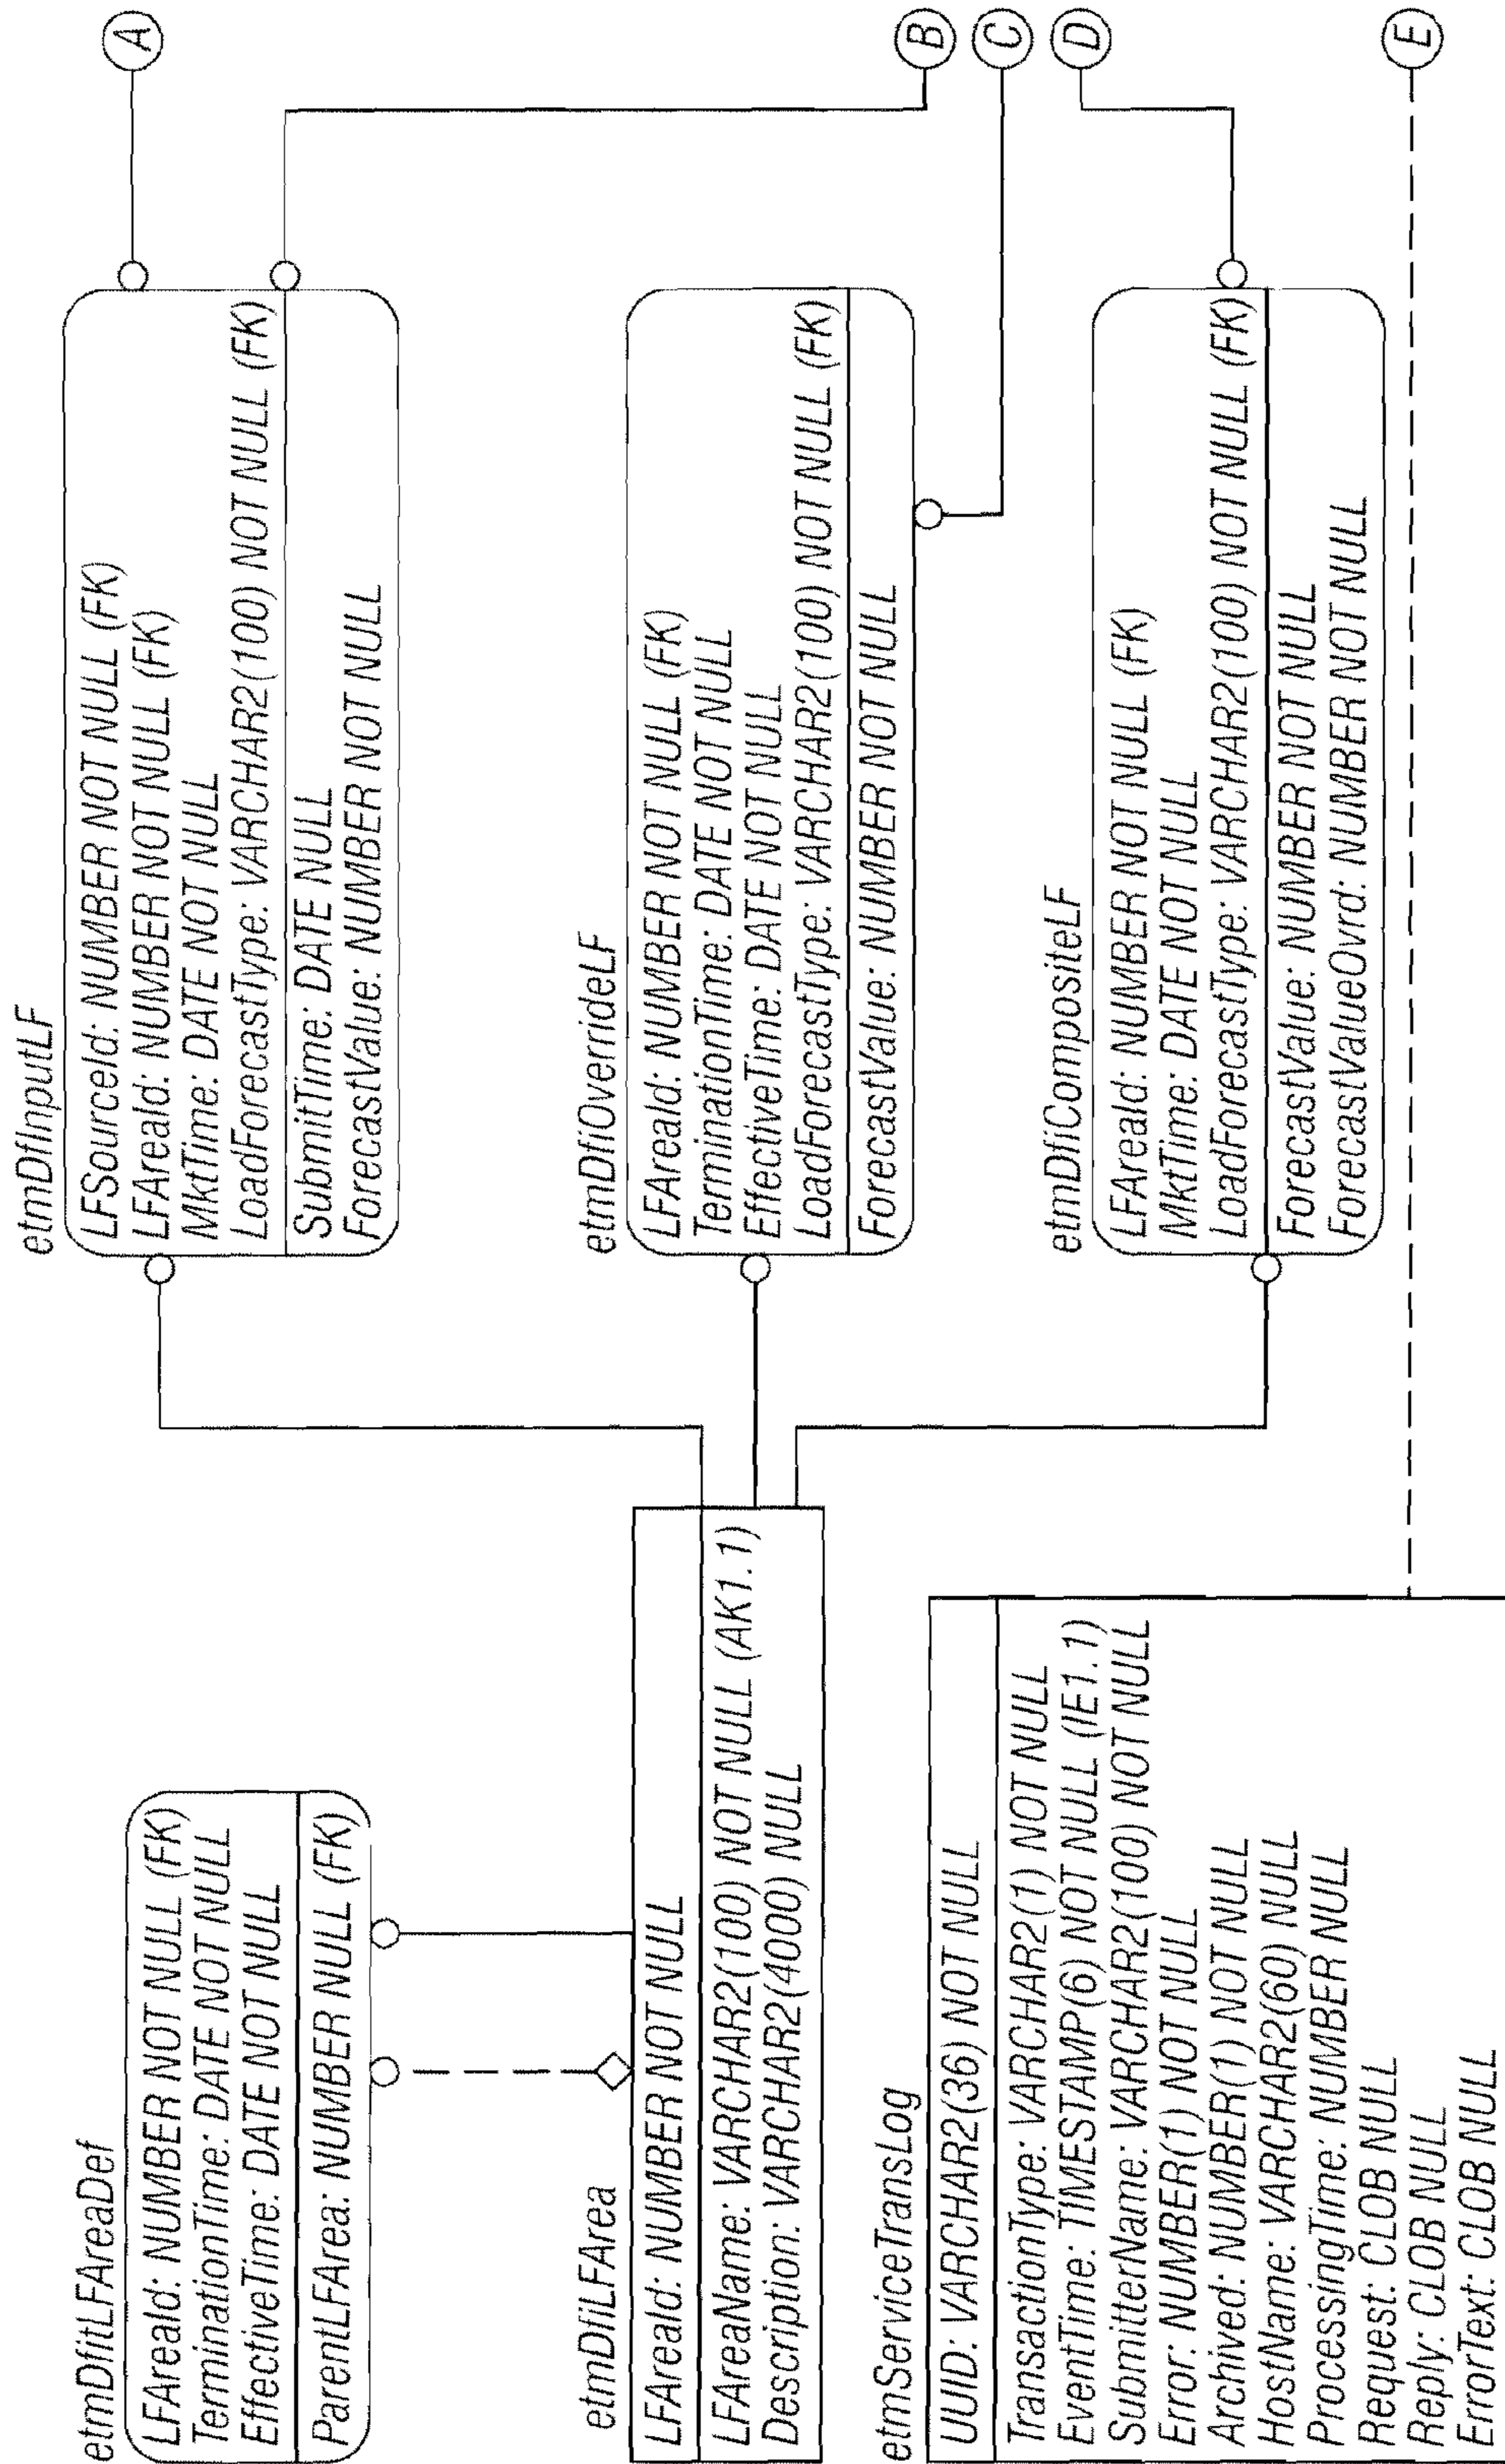 etmDfitLFAreaDef
LFAreaId: NUMBER NOT NULL (FK)
TerminationTime: DATE NOT NULL
EffectiveTime: DATE NOT NULL
ParentLFArea: NUMBER NULL (FK)
etmDfiLFArea
LFAreaId: NUMBER NOT NULL
LFAreaName: VARCHAR2(100) NOT NULL (AK1.1)
Description: VARCHAR2(4000) NULL
etmServiceTransLog
UUID: VARCHAR2(36) NOT NULL
TransactionType: VARCHAR2(1) NOT NULL
EventTime: TIMESTAMP(6) NOT NULL (IE1.1)
SubmitterName: VARCHAR2(100) NOT NULL
Error: NUMBER(1) NOT NULL
Archived: NUMBER(1) NOT NULL
HostName: VARCHAR2(60) NULL
ProcessingTime: NUMBER NULL
Request: CLOB NULL
Reply: CLOB NULL
ErrorText: CLOB NULL
etmDfInputLF
LFSourceId: NUMBER NOT NULL (FK)
LFAreaId: NUMBER NOT NULL (FK)
MktTime: DATE NOT NULL
LoadForecastType: VARCHAR2(100) NOT NULL (FK)
SubmitTime: DATE NULL
ForecastValue: NUMBER NOT NULL
etmDfiOverrideLF
LFAreaId: NUMBER NOT NULL (FK)
TerminationTime: DATE NOT NULL
EffectiveTime: DATE NOT NULL
LoadForecastType: VARCHAR2(100) NOT NULL (FK)
ForecastValue: NUMBER NOT NULL
etmDfiCompositeLF
LFAreaId: NUMBER NOT NULL (FK)
MktTime: DATE NOT NULL
LoadForecastType: VARCHAR2(100) NOT NULL (FK)
ForecastValue: NUMBER NOT NULL
ForecastValueOvrd: NUMBER NOT NULL
A
B
C
D
E